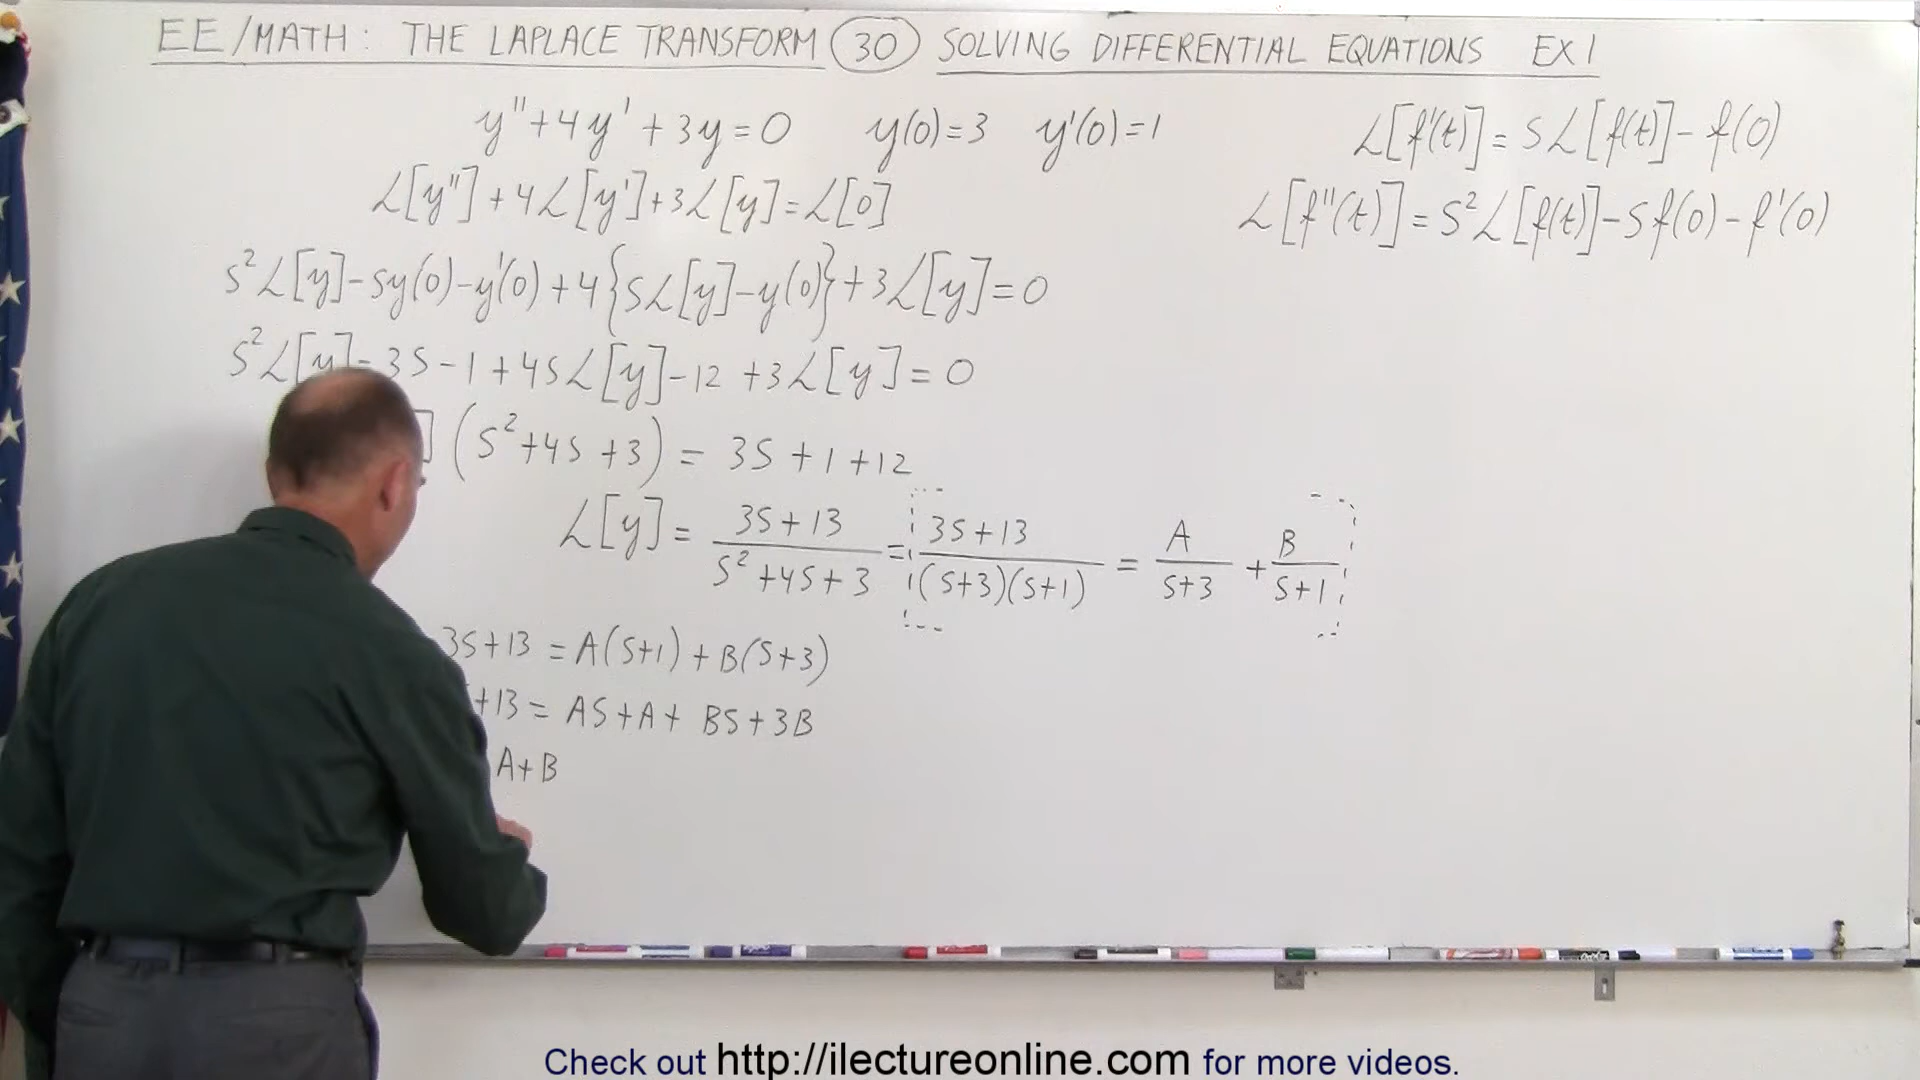 EE/MATH: THE LAPLACE TRANSFORM 30 SOLVING DIFFERENTIAL EQUATIONS EX 1
y"+4y'+3y=0 y(0)=3 y'(0)=1
L[f'(t)]=SL[f(t)]-f(0)
L[y"]+4L[y']+3L[y]=L[0]
L[f"(t)]=S²L[f(t)]-Sf(0)-f'(0)
S²L[y]-Sy(0)-y'(0)+4{SL[y]-y(0)}+3L[y]=0
S²L[y]-3S-1+4SL[y]-12+3L[y]=0
](S²+4S+3)=3S+1+12
L[y]=(3S+13)/(S²+4S+3)=(3S+13)/((S+3)(S+1))=A/(S+3)+B/(S+1)
3S+13=A(S+1)+B(S+3)
+13=AS+A+BS+3B
A+B
Check out http://ilectureonline.com for more videos.